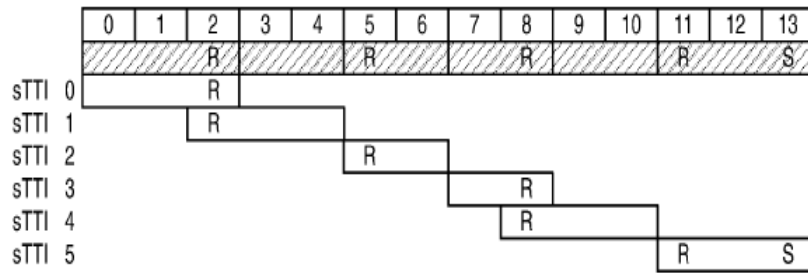 0 1 2 3 4 5 6 7 8 9 10 11 12 13
R R R R S
sTTI 0 R
sTTI 1 R
sTTI 2 R
sTTI 3 R
sTTI 4 R
sTTI 5 R S